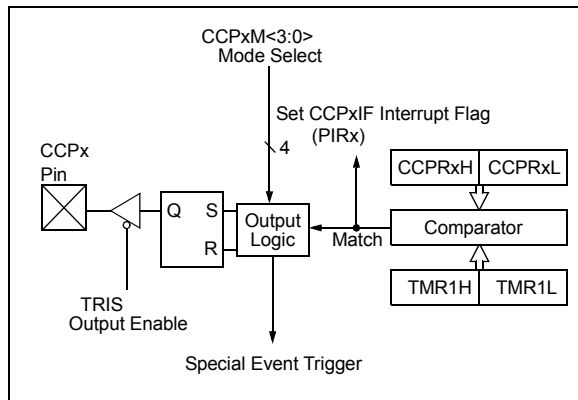 CCPxM<3:0>
Mode Select
Set CCPxIF Interrupt Flag
(PIRx)
4
CCPx
Pin
CCPRxH CCPRxL
Q S
R
Output
Logic
Match
Comparator
TRIS
Output Enable
TMR1H TMR1L
Special Event Trigger